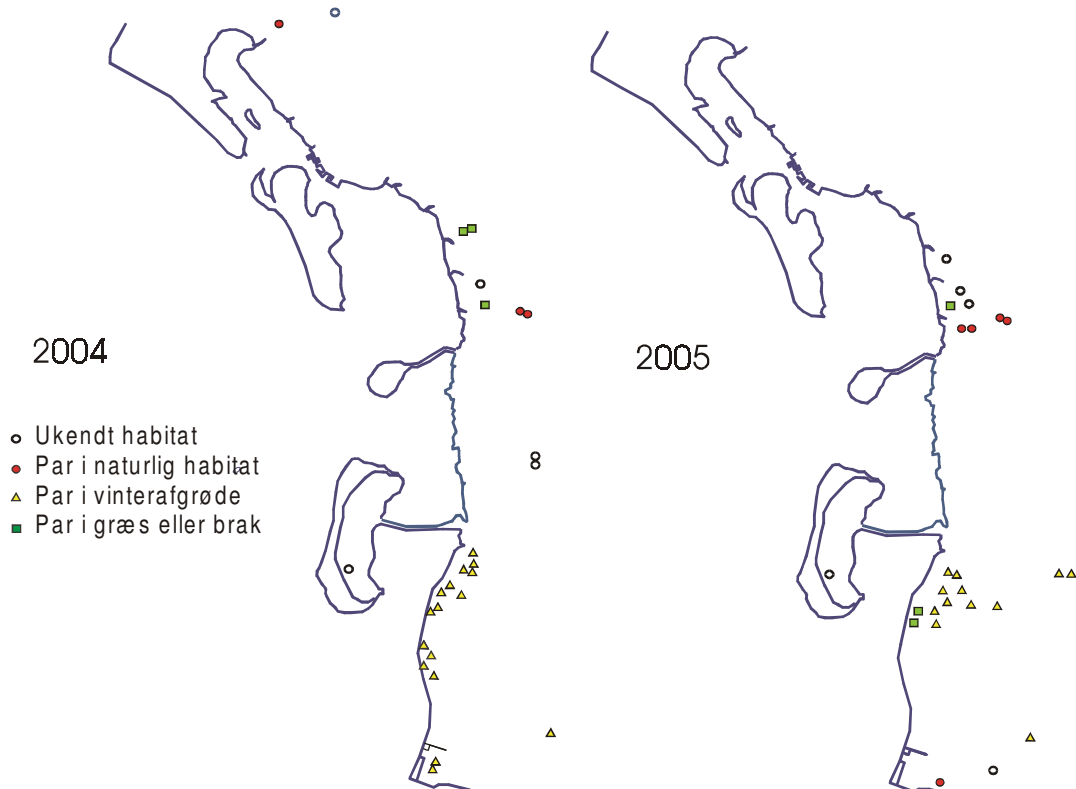 2004
2005
Ukendt habitat
Par i naturlig habitat
Par i vinterafgrøde
Par i græs eller brak